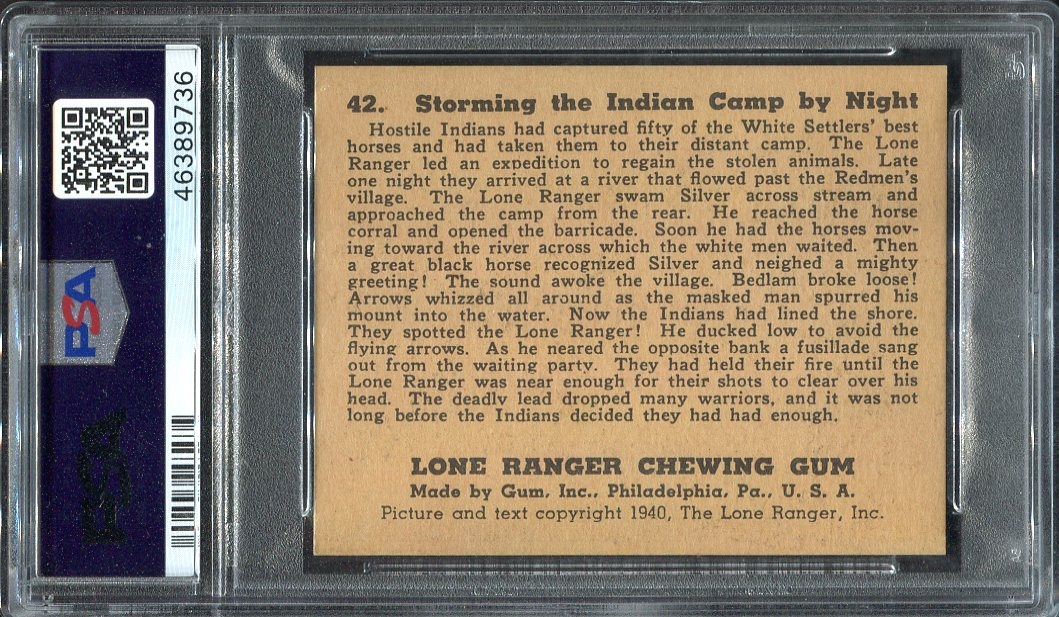 42. Storming the Indian Camp by Night
Hostile Indians had captured fifty of the White Settlers' best
horses and had taken them to their distant camp. The Lone
Ranger led an expedition to regain the stolen animals. Late
one night they arrived at a river that flowed past the Redmen's
village. The Lone Ranger swam Silver across stream and
approached the camp from the rear. He reached the horse
corral and opened the barricade. Soon he had the horses mov-
ing toward the river across which the white men waited. Then
a great black horse recognized Silver and neighed a mighty
greeting! The sound awoke the village. Bedlam broke loose!
Arrows whizzed all around as the masked man spurred his
mount into the water. Now the Indians had lined the shore.
They spotted the Lone Ranger! He ducked low to avoid the
flying arrows. As he neared the opposite bank a fusillade sang
out from the waiting party. They had held their fire until the
Lone Ranger was near enough for their shots to clear over his
head. The deadly lead dropped many warriors, and it was not
long before the Indians decided they had had enough.
LONE RANGER CHEWING GUM
Made by Gum, Inc., Philadelphia, Pa., U. S. A.
Picture and text copyright 1940, The Lone Ranger, Inc.
46389736
PSA
PSA